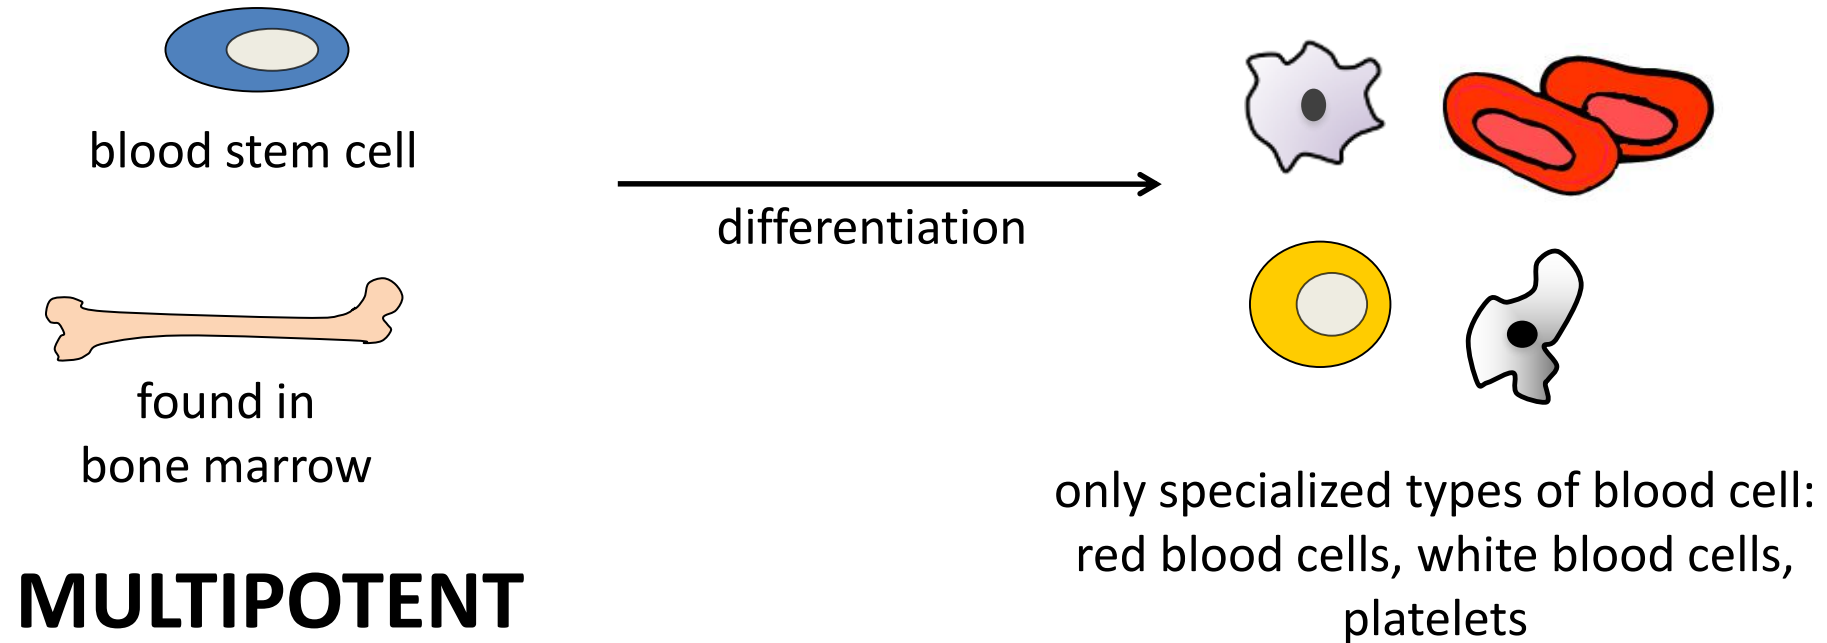 blood stem cell
differentiation
found in
bone marrow
only specialized types of blood cell:
red blood cells, white blood cells,
platelets
MULTIPOTENT